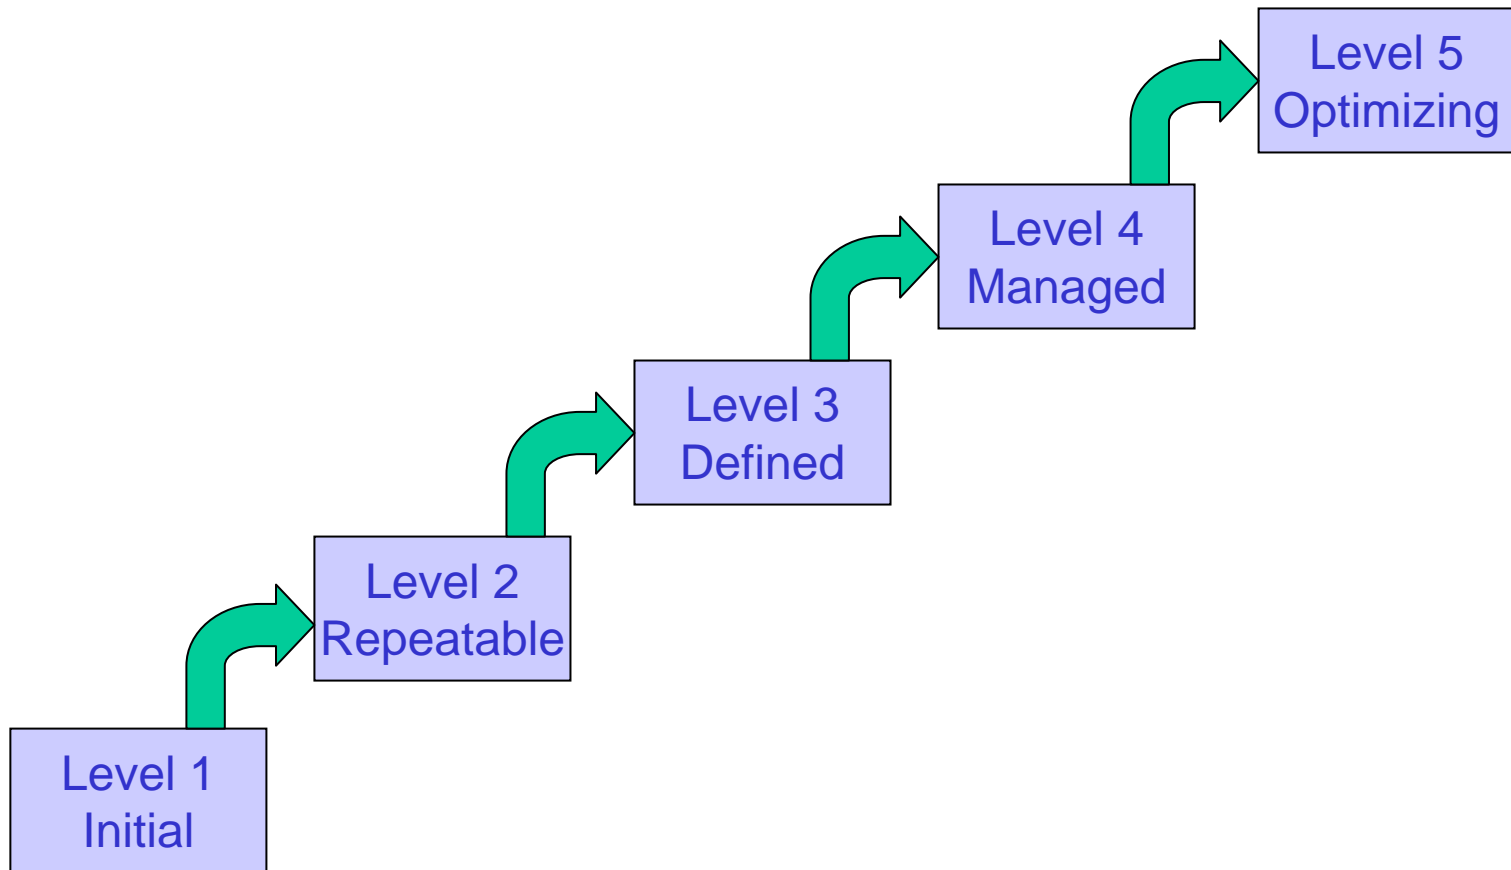 Level 5
Optimizing
Level 4
Managed
Level 3
Defined
Level 2
Repeatable
Level 1
Initial